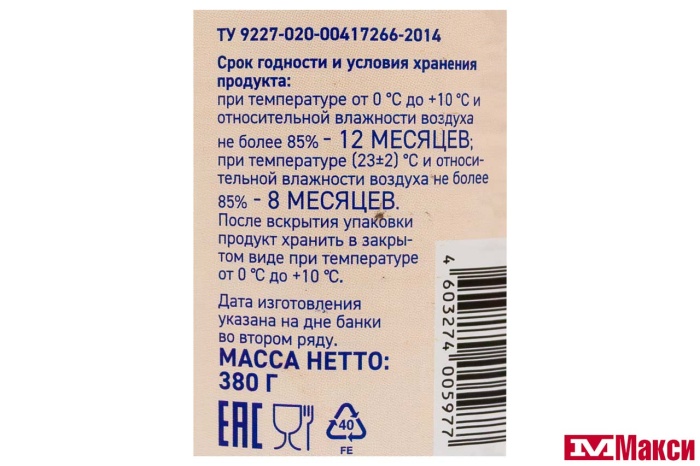 ТУ 9227-020-00417266-2014
Срок годности и условия хранения
продукта:
при температуре от 0 °С до +10 °С и
относительной влажности воздуха
не более 85% - 12 МЕСЯЦЕВ;
при температуре (23±2) °С и относи-
тельной влажности воздуха не более
85% - 8 МЕСЯЦЕВ.
После вскрытия упаковки
продукт хранить в закры-
том виде при температуре
от 0 °С до +10 °С.
Дата изготовления
указана на дне банки
во втором ряду.
МАССА НЕТТО:
380 Г
EAC
40
FE
4 603274 005977
Макси